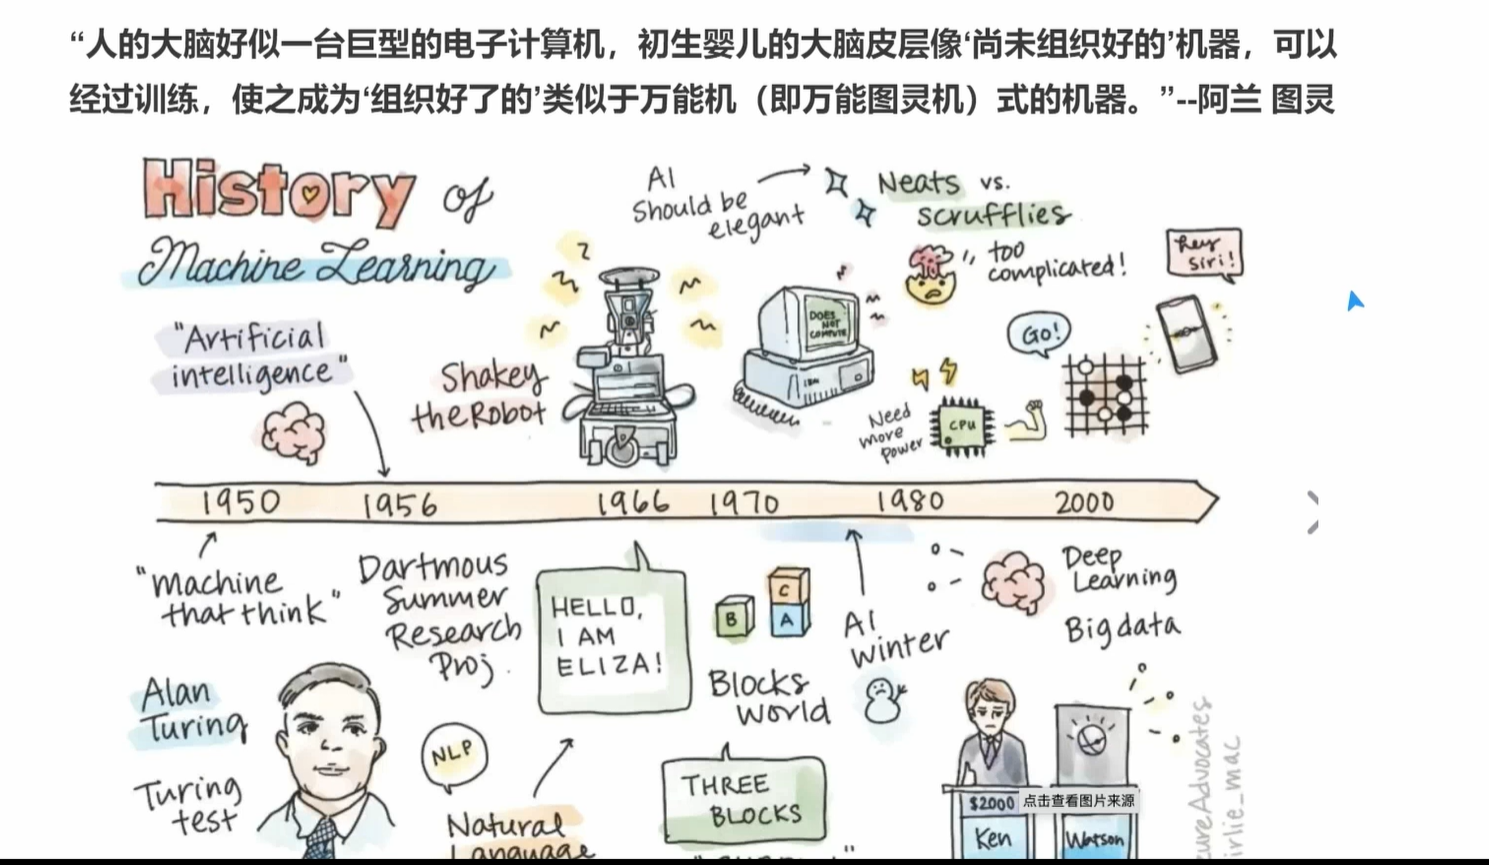 “人的大脑好似一台巨型的电子计算机，初生婴儿的大脑皮层像‘尚未组织好的’机器，可以
经过训练，使之成为‘组织好了的’类似于万能机（即万能图灵机）式的机器。”--阿兰 图灵
History of
Machine Learning
AI
Should be
elegant
Neats vs.
scrufflies
too
complicated!
hey
siri!
"Artificial
intelligence"
Shakey
the Robot
DOES
NOT
COMPUTE
IBM
GO!
Need
more
power
CPU
1950 1956 1966 1970 1980 2000
"Machine
that think"
Dartmous
Summer
Research
Proj.
HELLO,
I AM
ELIZA!
B
C
A
Blocks
world
AI
winter
Deep
Learning
Big data
Alan
Turing
Turing
test
NLP
Natural
Language
THREE
BLOCKS
$2000
点击查看图片来源
Ken
Watson
ureAdvocates
irlie_mac